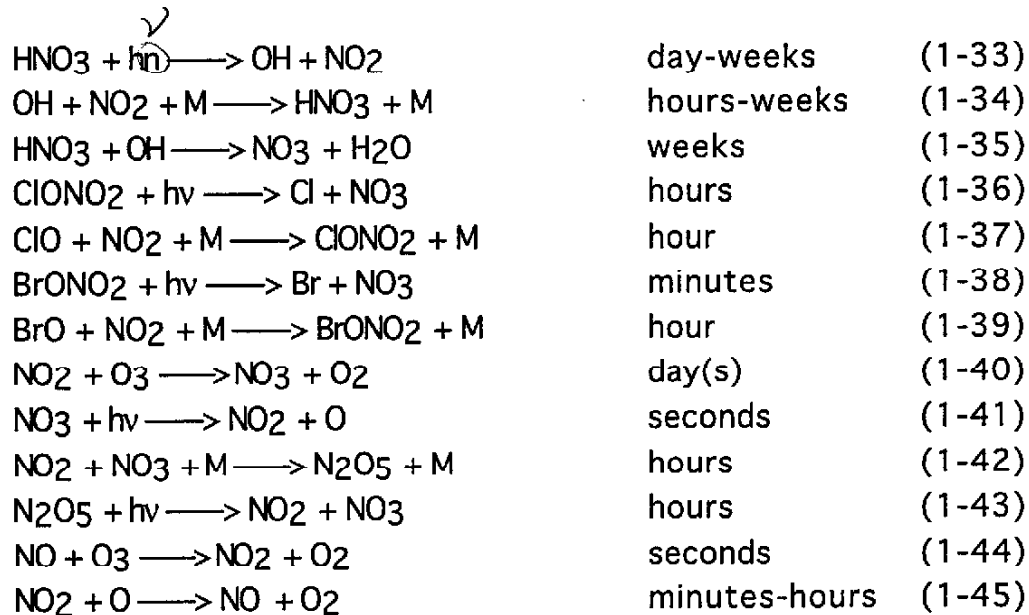 ν
HNO3 + hn —> OH + NO2 day-weeks (1-33)
OH + NO2 + M —> HNO3 + M hours-weeks (1-34)
HNO3 + OH —> NO3 + H2O weeks (1-35)
ClONO2 + hν —> Cl + NO3 hours (1-36)
ClO + NO2 + M —> ClONO2 + M hour (1-37)
BrONO2 + hν —> Br + NO3 minutes (1-38)
BrO + NO2 + M —> BrONO2 + M hour (1-39)
NO2 + O3 —> NO3 + O2 day(s) (1-40)
NO3 + hν —> NO2 + O seconds (1-41)
NO2 + NO3 + M —> N2O5 + M hours (1-42)
N2O5 + hν —> NO2 + NO3 hours (1-43)
NO + O3 —> NO2 + O2 seconds (1-44)
NO2 + O —> NO + O2 minutes-hours (1-45)